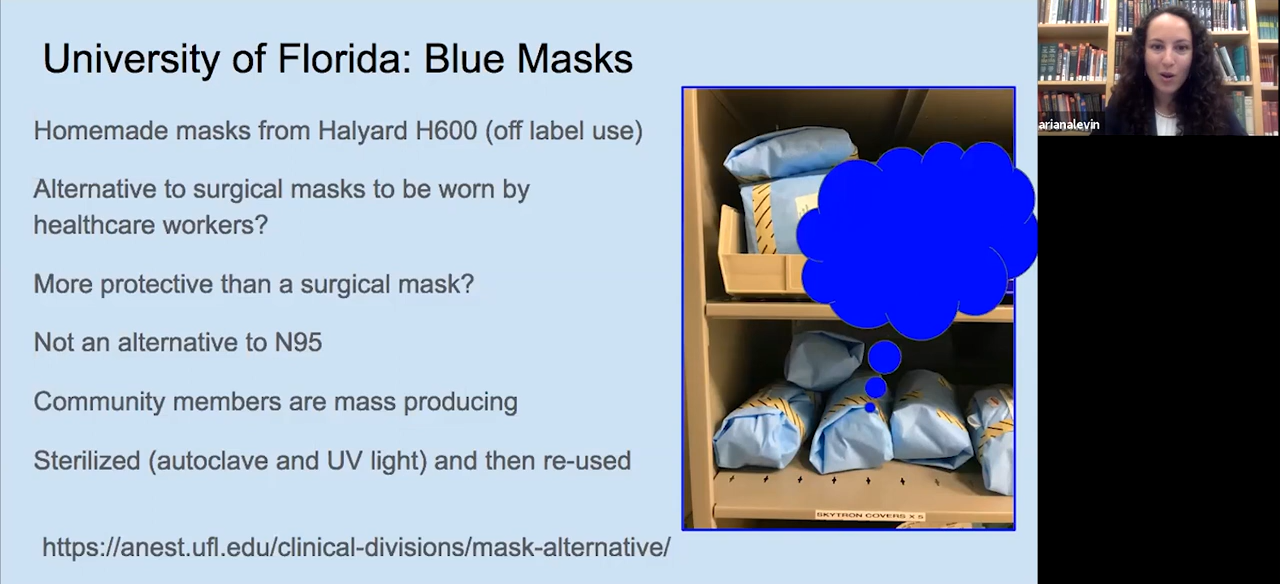 University of Florida: Blue Masks
Homemade masks from Halyard H600 (off label use)
Alternative to surgical masks to be worn by
healthcare workers?
More protective than a surgical mask?
Not an alternative to N95
Community members are mass producing
Sterilized (autoclave and UV light) and then re-used
https://anest.ufl.edu/clinical-divisions/mask-alternative/
SKYTRON COVERS X 5
arianalevin